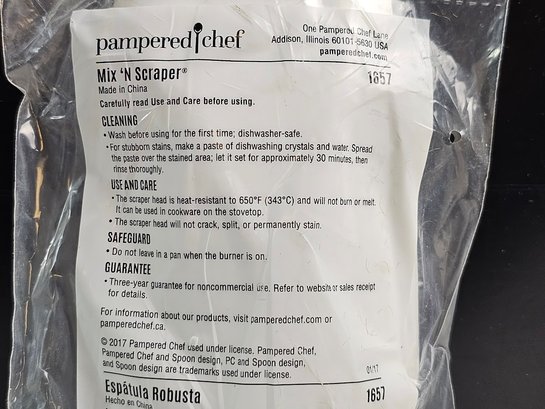 pampered chef
One Pampered Chef Lane
Addison, Illinois 60101-5630 USA
pamperedchef.com
Mix 'N Scraper® 1657
Made in China
Carefully read Use and Care before using.
CLEANING
• Wash before using for the first time; dishwasher-safe.
• For stubborn stains, make a paste of dishwashing crystals and water. Spread
the paste over the stained area; let it set for approximately 30 minutes, then
rinse thoroughly.
USE AND CARE
• The scraper head is heat-resistant to 650°F (343°C) and will not burn or melt.
It can be used in cookware on the stovetop.
• The scraper head will not crack, split, or permanently stain.
SAFEGUARD
• Do not leave in a pan when the burner is on.
GUARANTEE
• Three-year guarantee for noncommercial use. Refer to website or sales receipt
for details.
For information about our products, visit pamperedchef.com or
pamperedchef.ca.
© 2017 Pampered Chef used under license. Pampered Chef,
Pampered Chef and Spoon design, PC and Spoon design,
and Spoon design are trademarks used under license. 01/17
Espátula Robusta 1657
Hecho en China